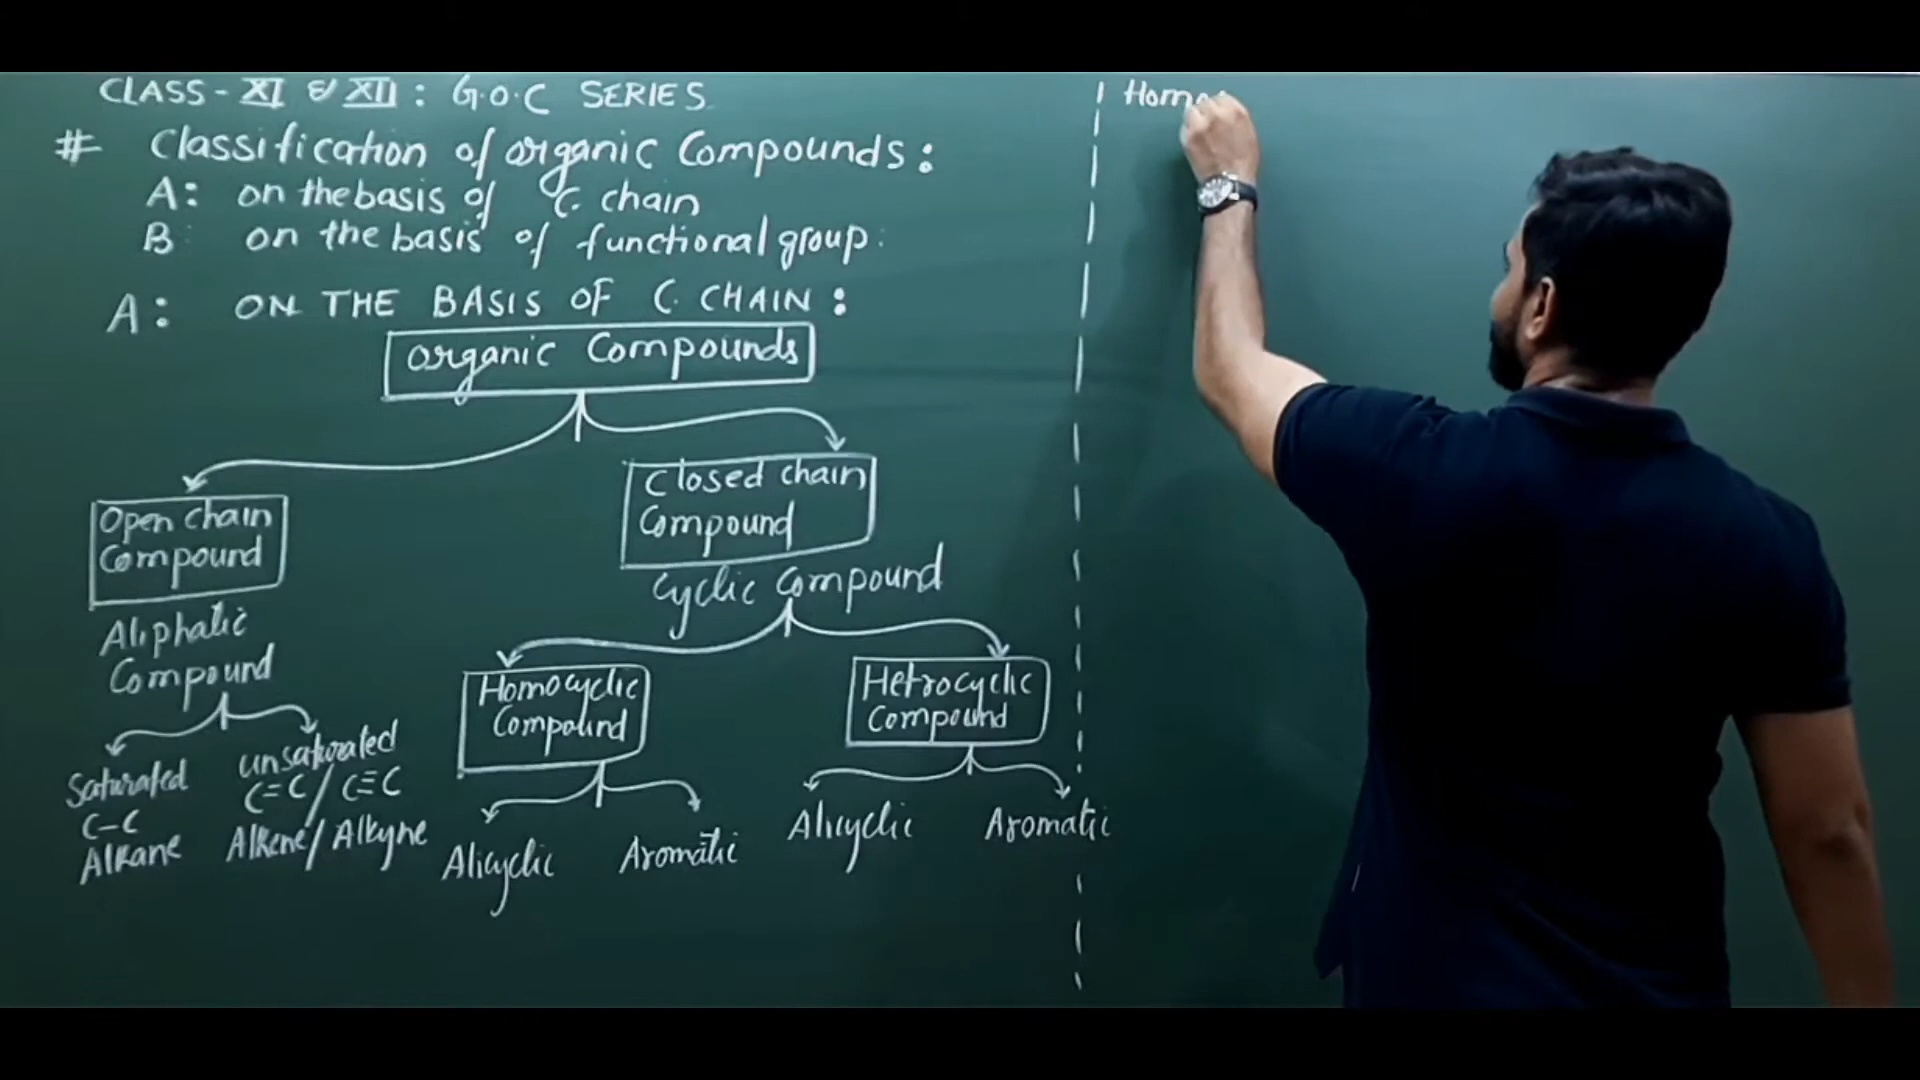 CLASS - XI & XII : G.O.C SERIES
# Classification of organic Compounds :
A : on the basis of C. chain
B : on the basis of functional group :
A : ON THE BASIS OF C. CHAIN :
organic Compounds
Open chain
Compound
Aliphatic
Compound
Saturated
C-C
Alkane
unsaturated
C=C / C≡C
Alkene / Alkyne
Closed chain
Compound
Cyclic Compound
Homocyclic
Compound
Alicyclic
Aromatic
Hetrocyclic
Compound
Alicyclic
Aromatic